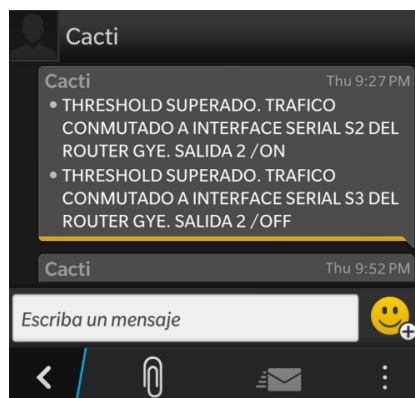 Cacti
Cacti Thu 9:27 PM
• THRESHOLD SUPERADO. TRAFICO
CONMUTADO A INTERFACE SERIAL S2 DEL
ROUTER GYE. SALIDA 2 /ON
• THRESHOLD SUPERADO. TRAFICO
CONMUTADO A INTERFACE SERIAL S3 DEL
ROUTER GYE. SALIDA 2 /OFF
Cacti Thu 9:52 PM
Escriba un mensaje